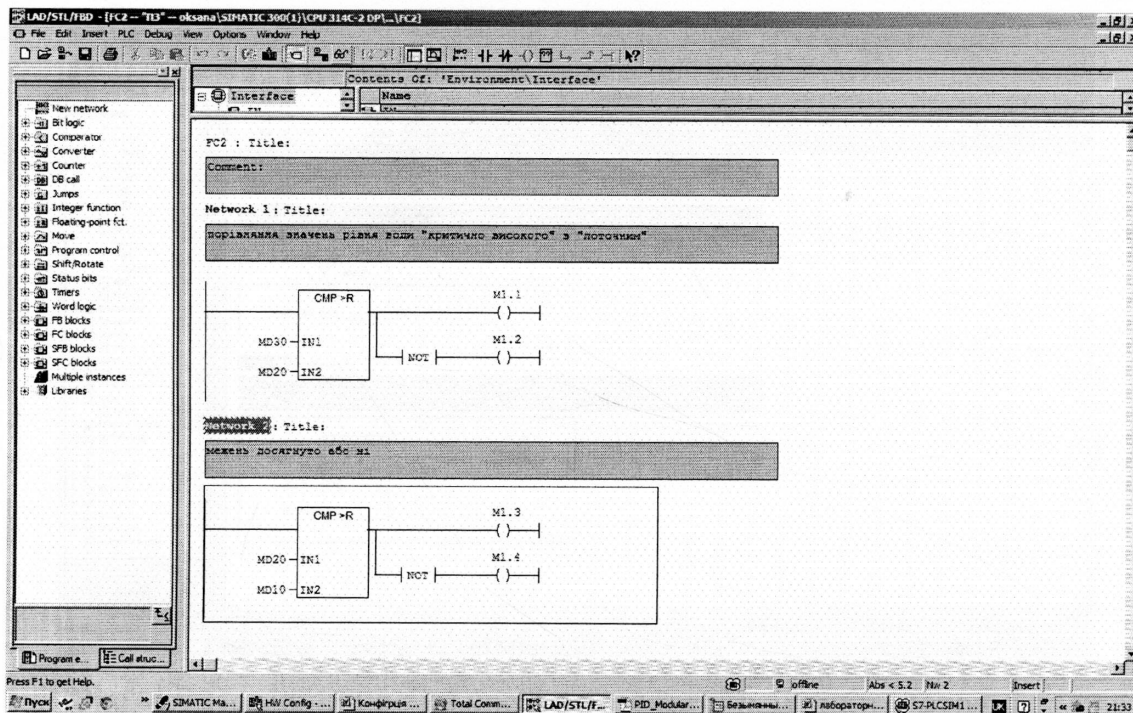 LAD/STL/FBD - [FC2 -- "ПЗ" -- oksana\SIMATIC 300(1)\CPU 314C-2 DP\...\FC2]
File Edit Insert PLC Debug View Options Window Help
Contents Of: 'Environment\Interface'
Interface
Name
New network
Bit logic
Comparator
Converter
Counter
DB call
Jumps
Integer function
Floating-point fct.
Move
Program control
Shift/Rotate
Status bits
Timers
Word logic
FB blocks
FC blocks
SFB blocks
SFC blocks
Multiple instances
Libraries
FC2 : Title:
Comment:
Network 1: Title:
порівляння значень рівня води "критично високого" з "поточним"
CMP >R
M1.1
MD30
IN1
M1.2
NOT
MD20
IN2
Network 2: Title:
межень досягнуто або ні
CMP >R
M1.3
MD20
IN1
M1.4
NOT
MD10
IN2
Program e...
Call struc...
Press F1 to get Help.
offline
Abs < 5.2
Nw 2
Insert
Пуск
SIMATIC Ma...
HW Config - ...
Конфігрція ...
Total Comm...
LAD/STL/F...
PID_Modular...
Безымянны...
лабораторн...
S7-PLCSIM1 ...
21:33